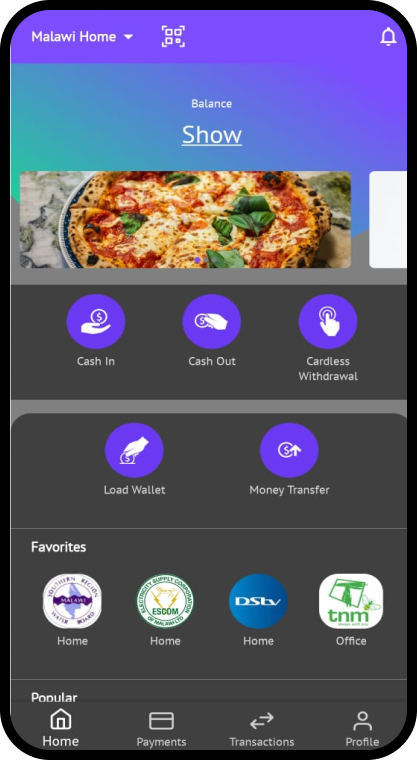 Malawi Home
Balance
Show
Cash In
Cash Out
Cardless
Withdrawal
Load Wallet
Money Transfer
Favorites
SOUTHERN REGION
MALAWI
WATER BOARD
ELECTRICITY SUPPLY CORPORATION
ESCOM
OF MALAWI LTD
DStv
tnm
always with you
Home
Home
Home
Office
Popular
Home
Payments
Transactions
Profile